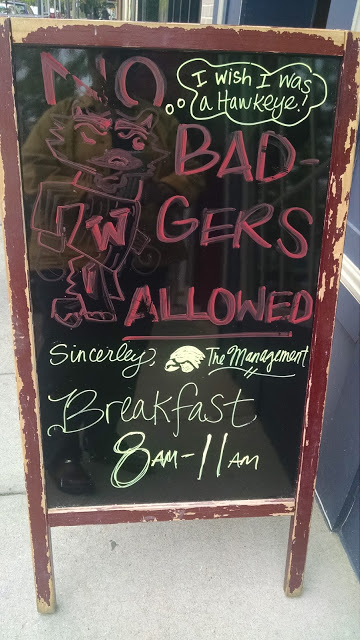 NO
I wish I was
a Hawkeye!
BAD-
GERS
W
ALLOWED
Sincerley, The Management
Breakfast
8AM-11AM